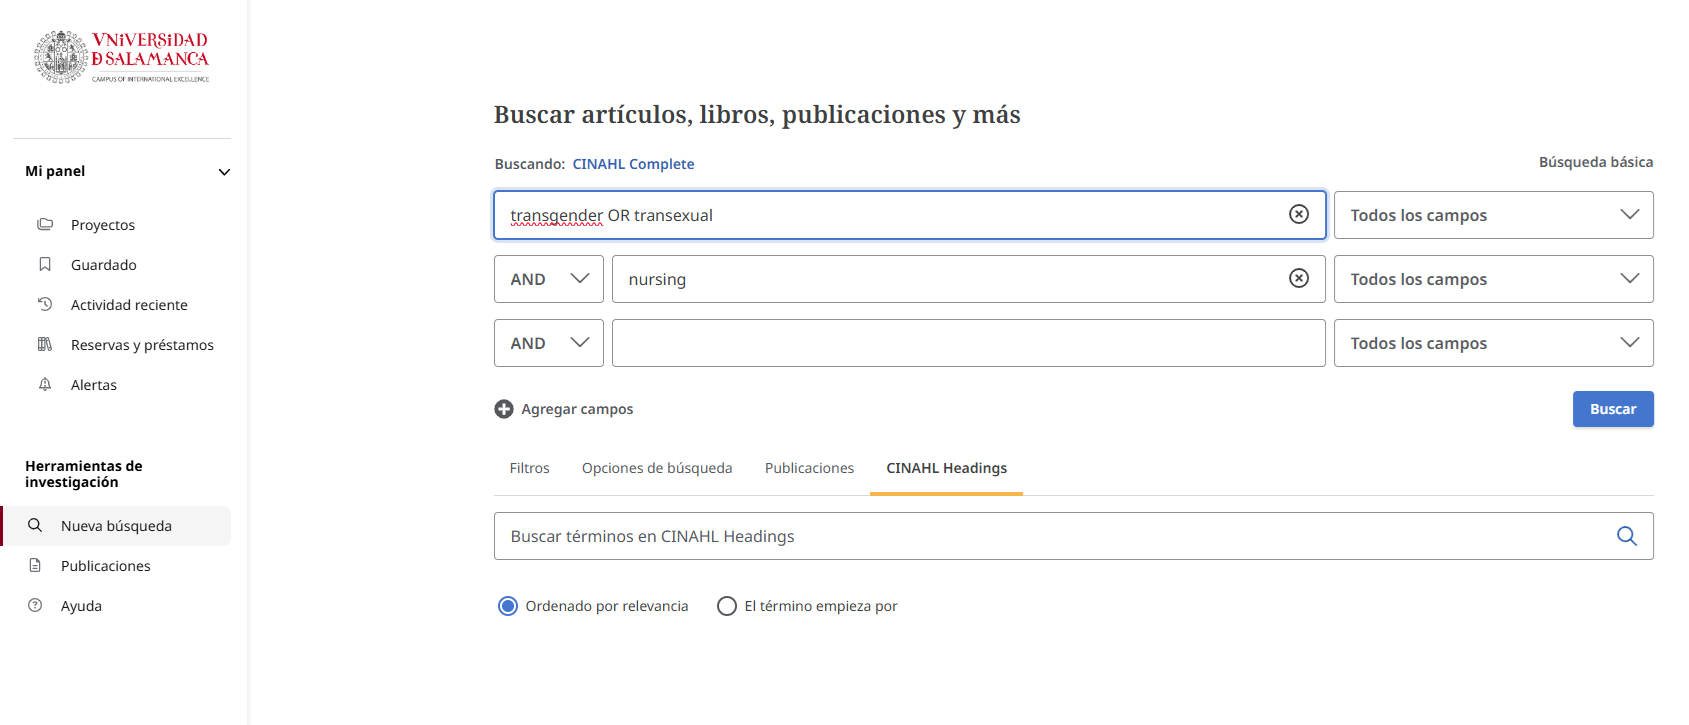 VNiVERSiDAD
D SALAMANCA
CAMPUS OF INTERNATIONAL EXCELLENCE
Mi panel
Proyectos
Guardado
Actividad reciente
Reservas y préstamos
Alertas
Herramientas de
investigación
Nueva búsqueda
Publicaciones
Ayuda
Buscar artículos, libros, publicaciones y más
Buscando: CINAHL Complete
Búsqueda básica
transgender OR transexual
Todos los campos
AND
nursing
Todos los campos
AND
Todos los campos
Agregar campos
Buscar
Filtros
Opciones de búsqueda
Publicaciones
CINAHL Headings
Buscar términos en CINAHL Headings
Ordenado por relevancia
El término empieza por